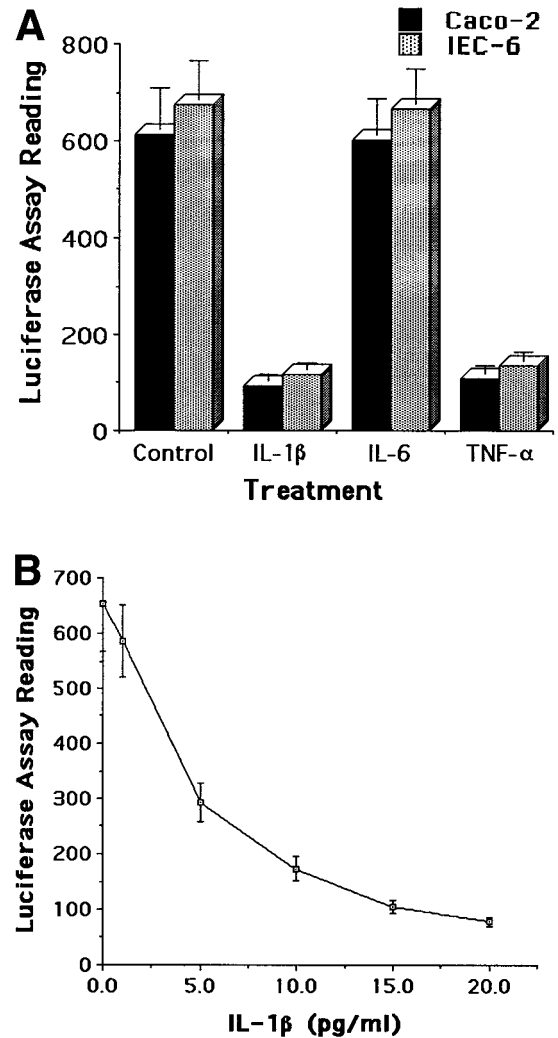 A
Caco-2
IEC-6
Luciferase Assay Reading
800
600
400
200
0
Control IL-1β IL-6 TNF-α
Treatment
B
Luciferase Assay Reading
700
600
500
400
300
200
100
0
0.0 5.0 10.0 15.0 20.0
IL-1β (pg/ml)